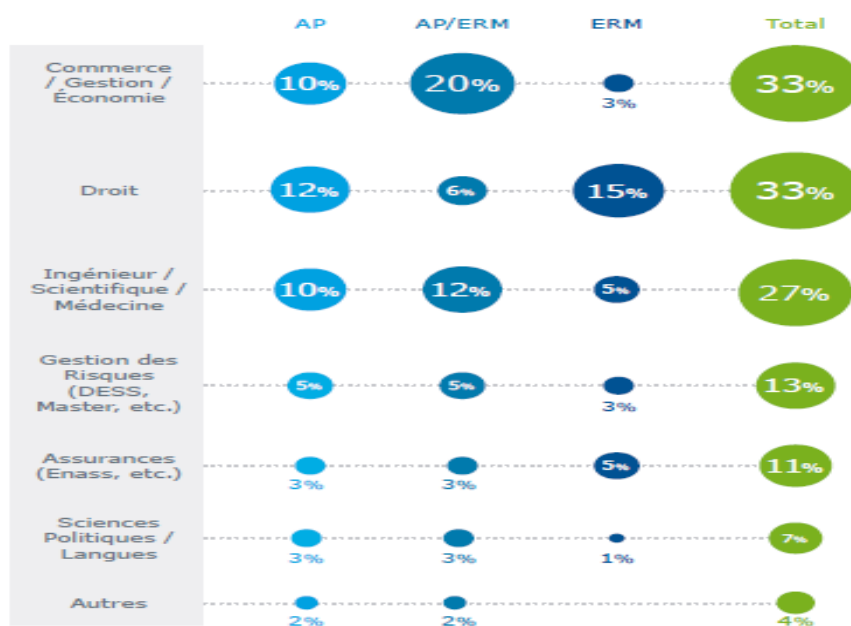 AP AP/ERM ERM Total
Commerce
/ Gestion /
Économie
10% 20% 3% 33%
Droit
12% 6% 15% 33%
Ingénieur /
Scientifique /
Médecine
10% 12% 5% 27%
Gestion des
Risques
(DESS,
Master, etc.)
5% 5% 3% 13%
Assurances
(Enass, etc.)
3% 3% 5% 11%
Sciences
Politiques /
Langues
3% 3% 1% 7%
Autres
2% 2% 4%